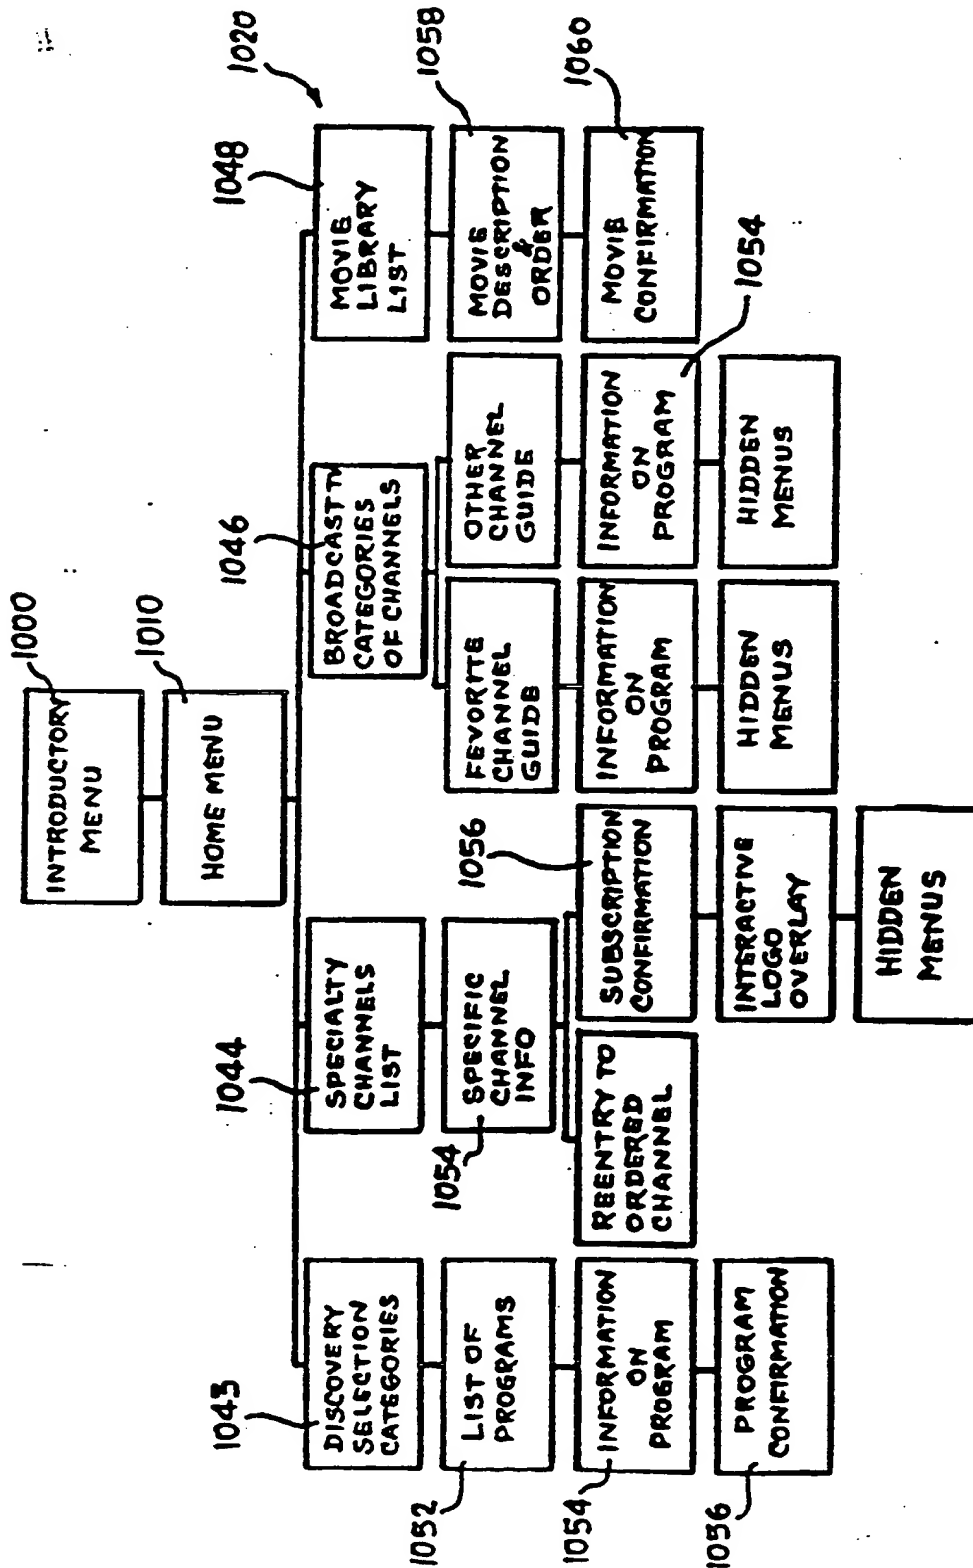 1000
INTRODUCTORY
MENU
1010
HOME MENU
1020
1043
DISCOVERY
SELECTION
CATEGORIES
1044
SPECIALTY
CHANNELS
LIST
1046
BROADCAST TV
CATEGORIES
OF CHANNELS
1048
MOVIE
LIBRARY
LIST
1052
LIST OF
PROGRAMS
1054
SPECIFIC
CHANNEL
INFO
FEVORITE
CHANNEL
GUIDE
OTHER
CHANNEL
GUIDE
1058
MOVIE
DESCRIPTION
&
ORDER
1054
INFORMATION
ON
PROGRAM
REENTRY TO
ORDERED
CHANNEL
1056
SUBSCRIPTION
CONFIRMATION
INFORMATION
ON
PROGRAM
INFORMATION
ON
PROGRAM
1054
1060
MOVIE
CONFIRMATION
1056
PROGRAM
CONFIRMATION
INTERACTIVE
LOGO
OVERLAY
HIDDEN
MENUS
HIDDEN
MENUS
HIDDEN
MENUS